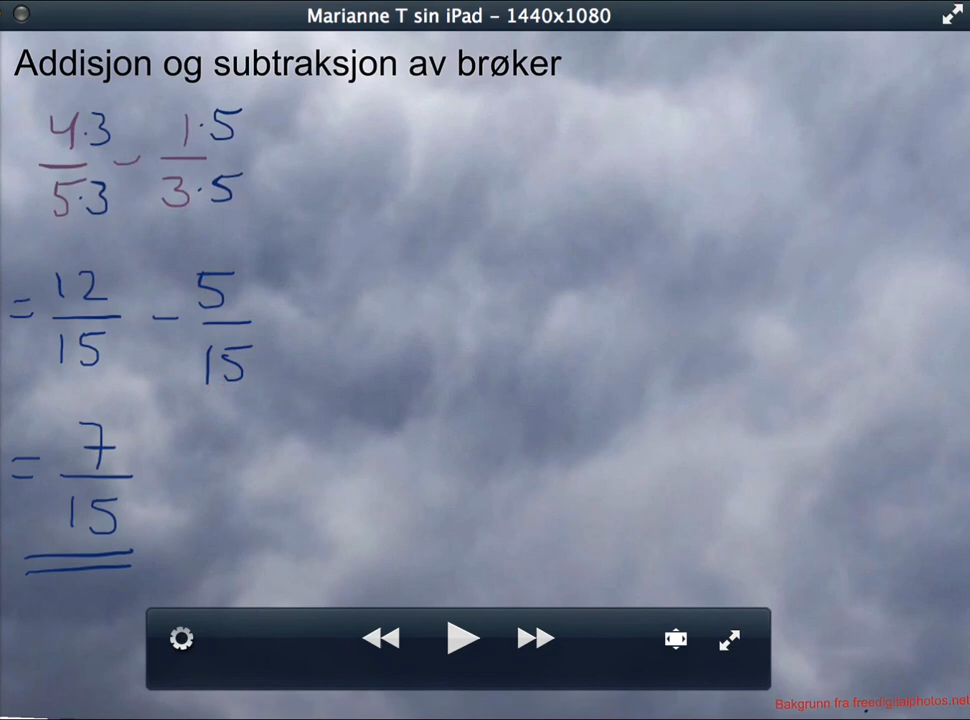 Marianne T sin iPad – 1440x1080
Addisjon og subtraksjon av brøker
4·3/5·3 – 1·5/3·5
= 12/15 – 5/15
= 7/15
Bakgrunn fra freedigitalphotos.net